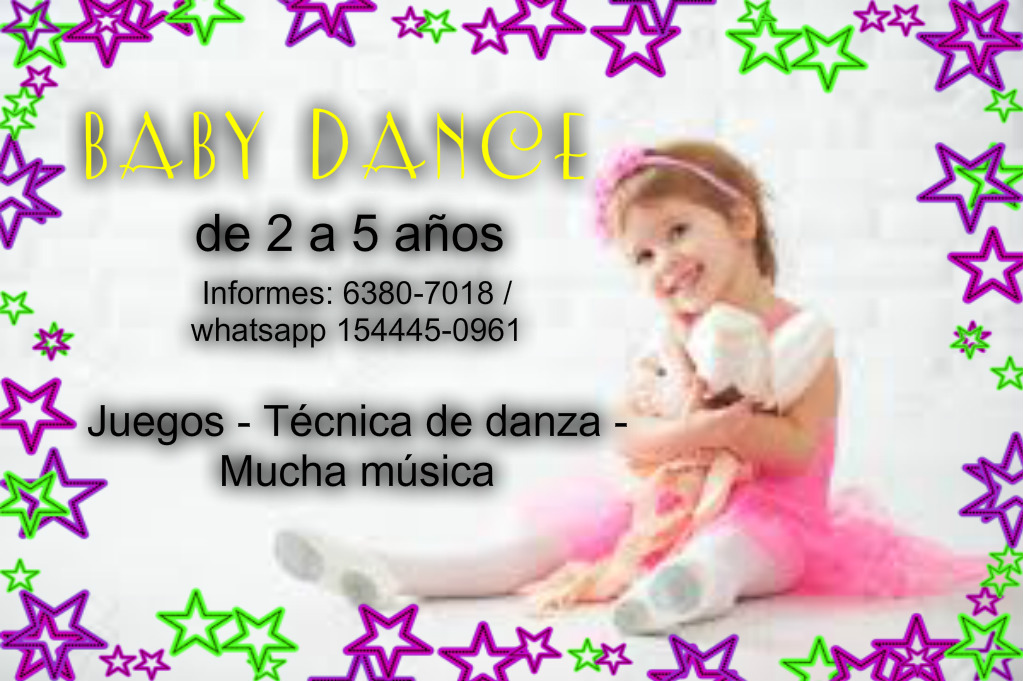 BABY DANCE
de 2 a 5 años
Informes: 6380-7018 /
whatsapp 154445-0961
Juegos - Técnica de danza -
Mucha música